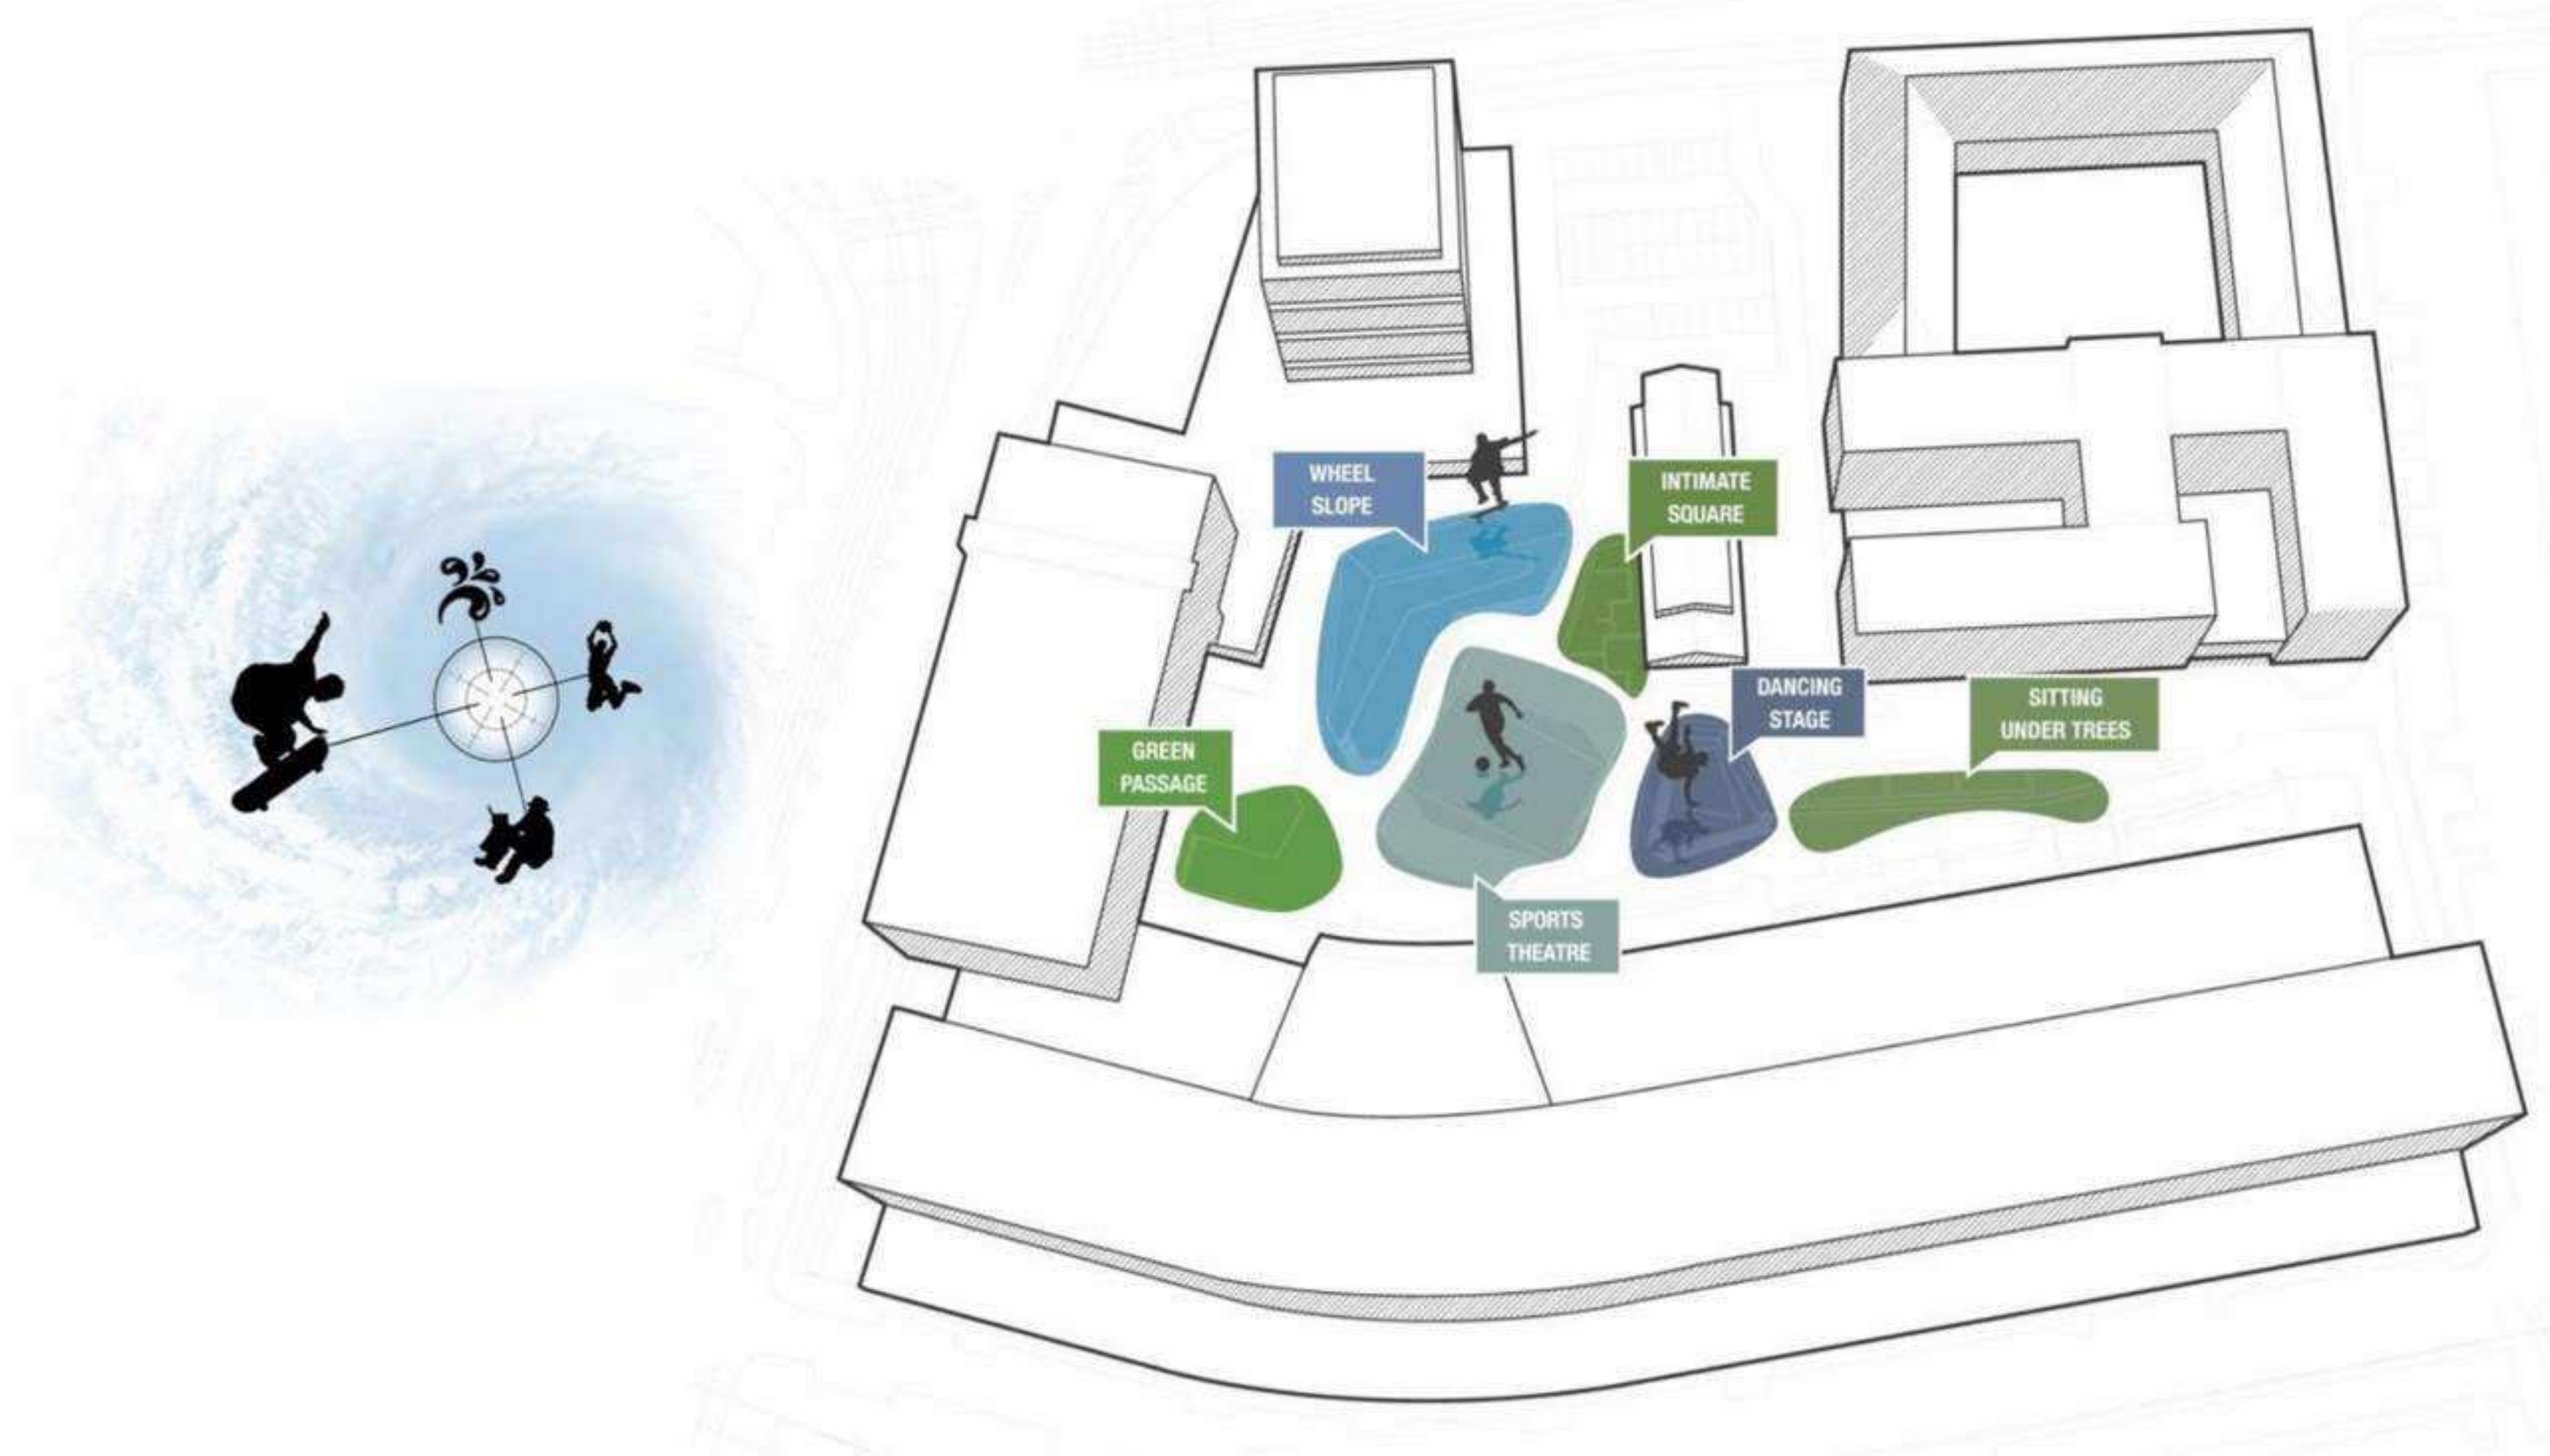 WHEEL
SLOPE
INTIMATE
SQUARE
DANCING
STAGE
SITTING
UNDER TREES
GREEN
PASSAGE
SPORTS
THEATRE